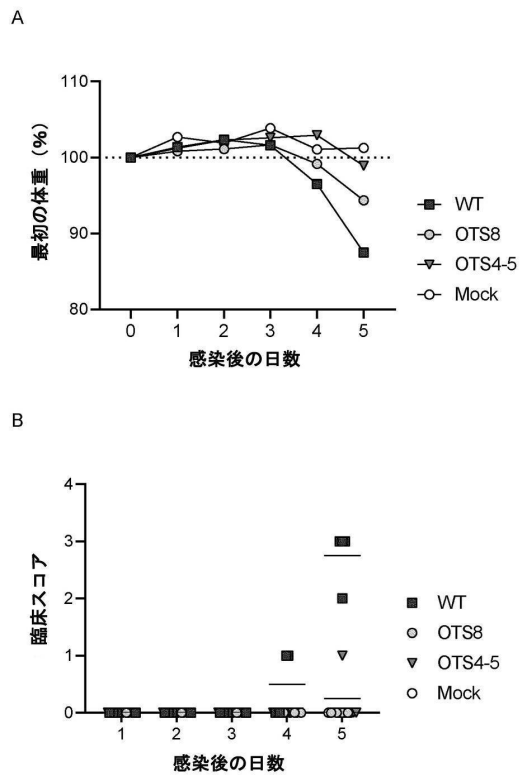 A
最初の体重（%）
110
100
90
80
0 1 2 3 4 5
感染後の日数
WT
OTS8
OTS4-5
Mock
B
臨床スコア
4
3
2
1
0
1 2 3 4 5
感染後の日数
WT
OTS8
OTS4-5
Mock